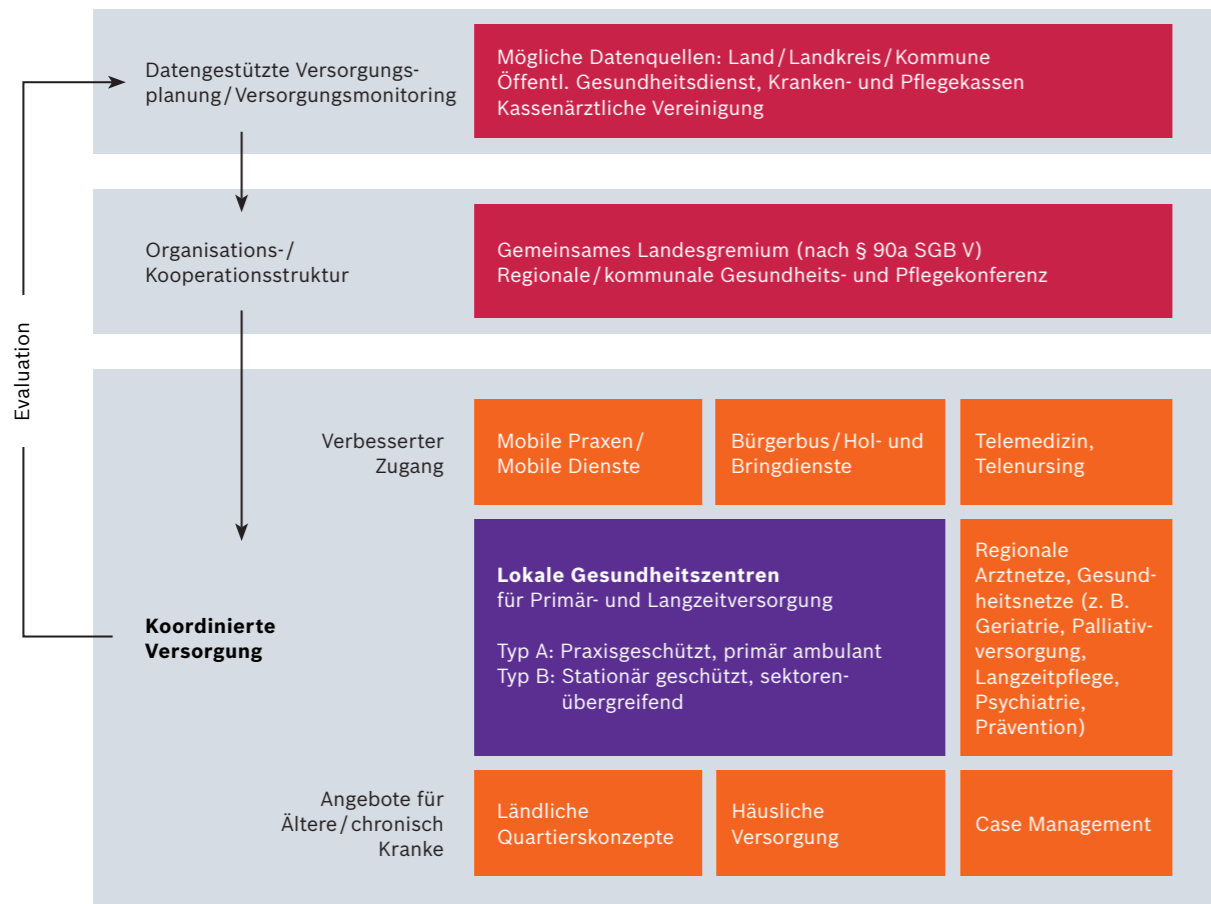 Datengestützte Versorgungs-
planung/Versorgungsmonitoring
Mögliche Datenquellen: Land/Landkreis/Kommune
Öffentl. Gesundheitsdienst, Kranken- und Pflegekassen
Kassenärztliche Vereinigung
Organisations-/
Kooperationsstruktur
Gemeinsames Landesgremium (nach § 90a SGB V)
Regionale/kommunale Gesundheits- und Pflegekonferenz
Evaluation
Verbesserter
Zugang
Mobile Praxen/
Mobile Dienste
Bürgerbus/Hol- und
Bringdienste
Telemedizin,
Telenursing
Koordinierte
Versorgung
Lokale Gesundheitszentren
für Primär- und Langzeitversorgung
Typ A: Praxisgeschützt, primär ambulant
Typ B: Stationär geschützt, sektoren-
übergreifend
Regionale
Arztnetze, Gesund-
heitsnetze (z. B.
Geriatrie, Palliativ-
versorgung,
Langzeitpflege,
Psychiatrie,
Prävention)
Angebote für
Ältere/chronisch
Kranke
Ländliche
Quartierskonzepte
Häusliche
Versorgung
Case Management